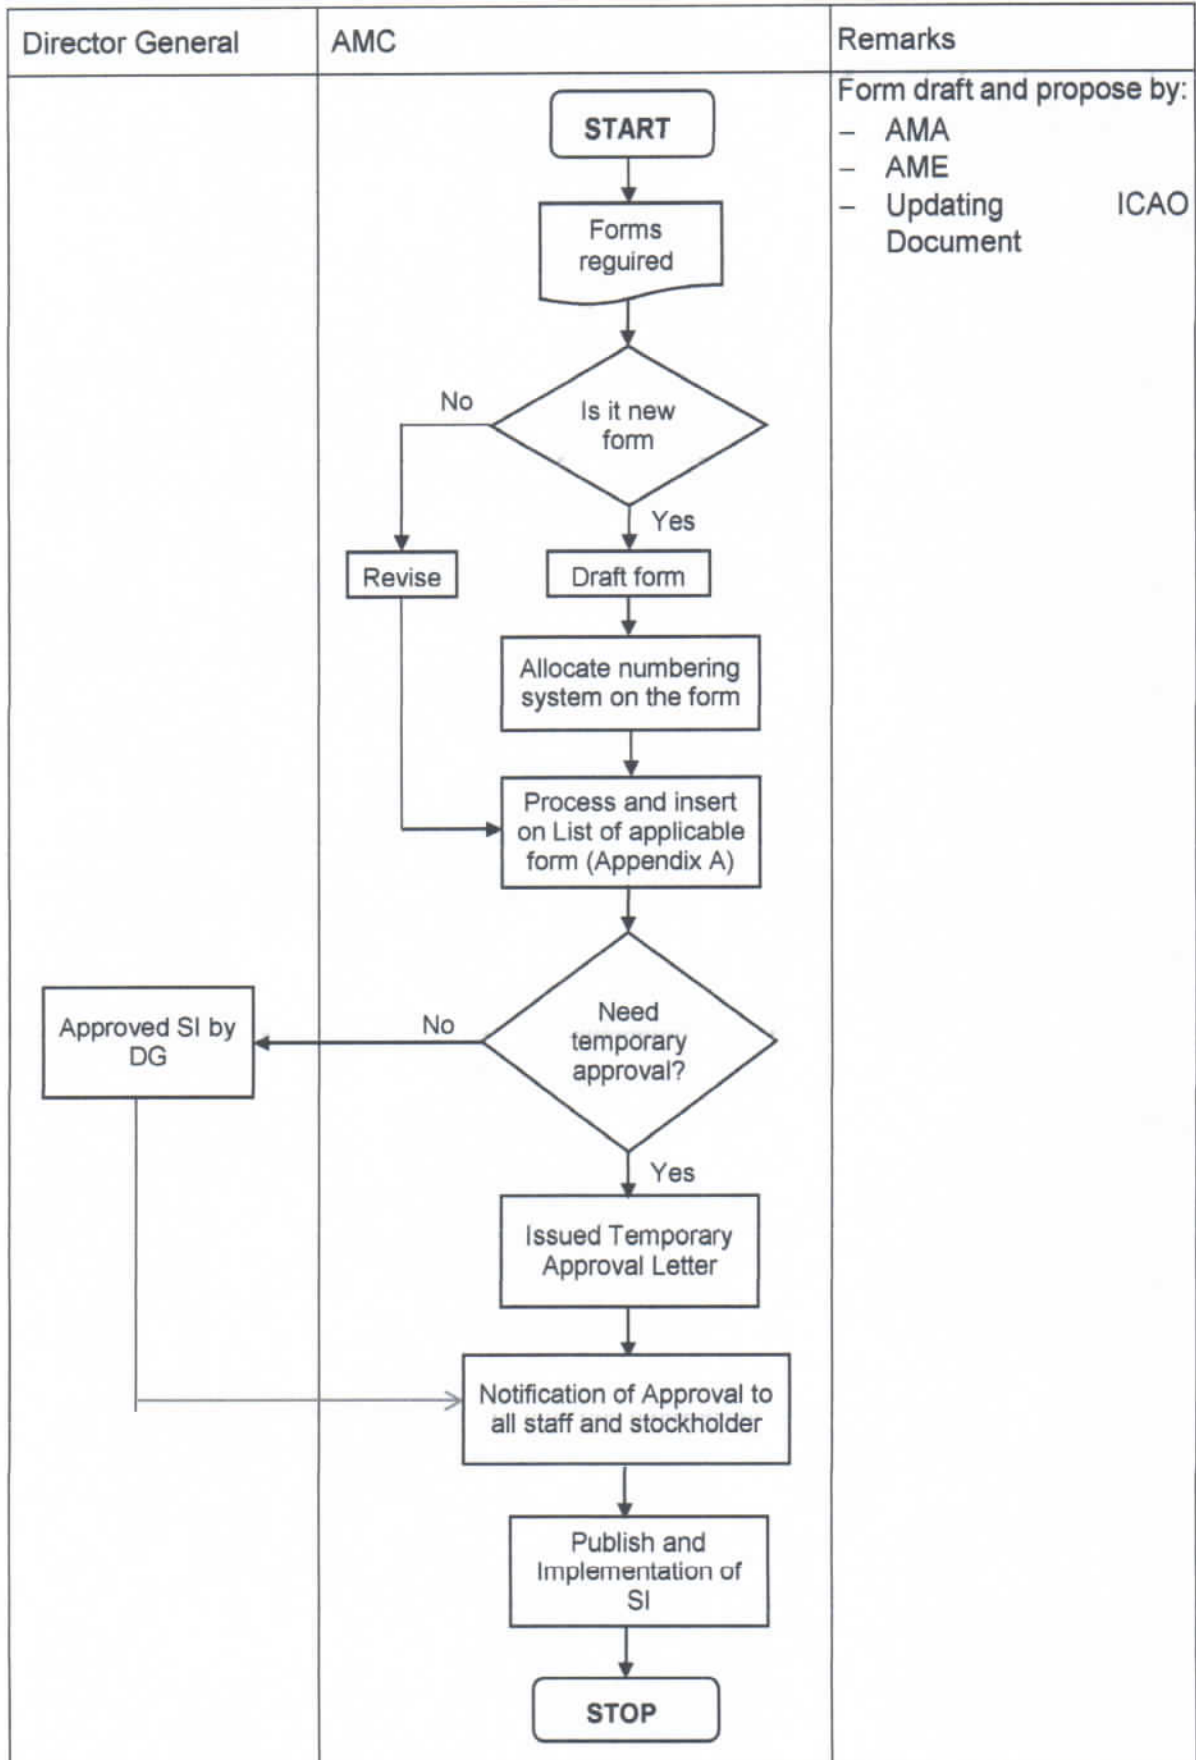 Director General
AMC
Remarks
Form draft and propose by:
– AMA
– AME
– Updating ICAO
Document
START
Forms
reguired
Is it new
form
No
Yes
Revise
Draft form
Allocate numbering
system on the form
Process and insert
on List of applicable
form (Appendix A)
Need
temporary
approval?
No
Approved SI by
DG
Yes
Issued Temporary
Approval Letter
Notification of Approval to
all staff and stockholder
Publish and
Implementation of
SI
STOP